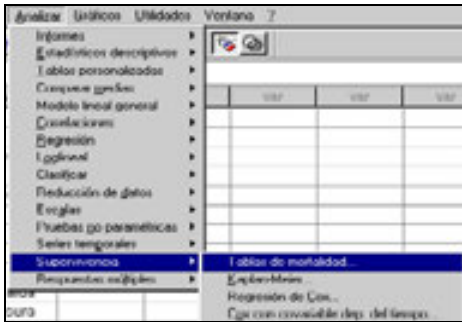 Analizar Gráficos Utilidades Ventana ?
Informes
Estadísticos descriptivos
Tablas personalizadas
Comparar medias
Modelo lineal general
Correlaciones
Regresión
Loglineal
Clasificar
Reducción de datos
Escalas
Pruebas no paramétricas
Series temporales
Supervivencia
Respuestas múltiples
var var var
Tablas de mortalidad...
Kaplan-Meier...
Regresión de Cox...
Cox con covariable dep. del tiempo...